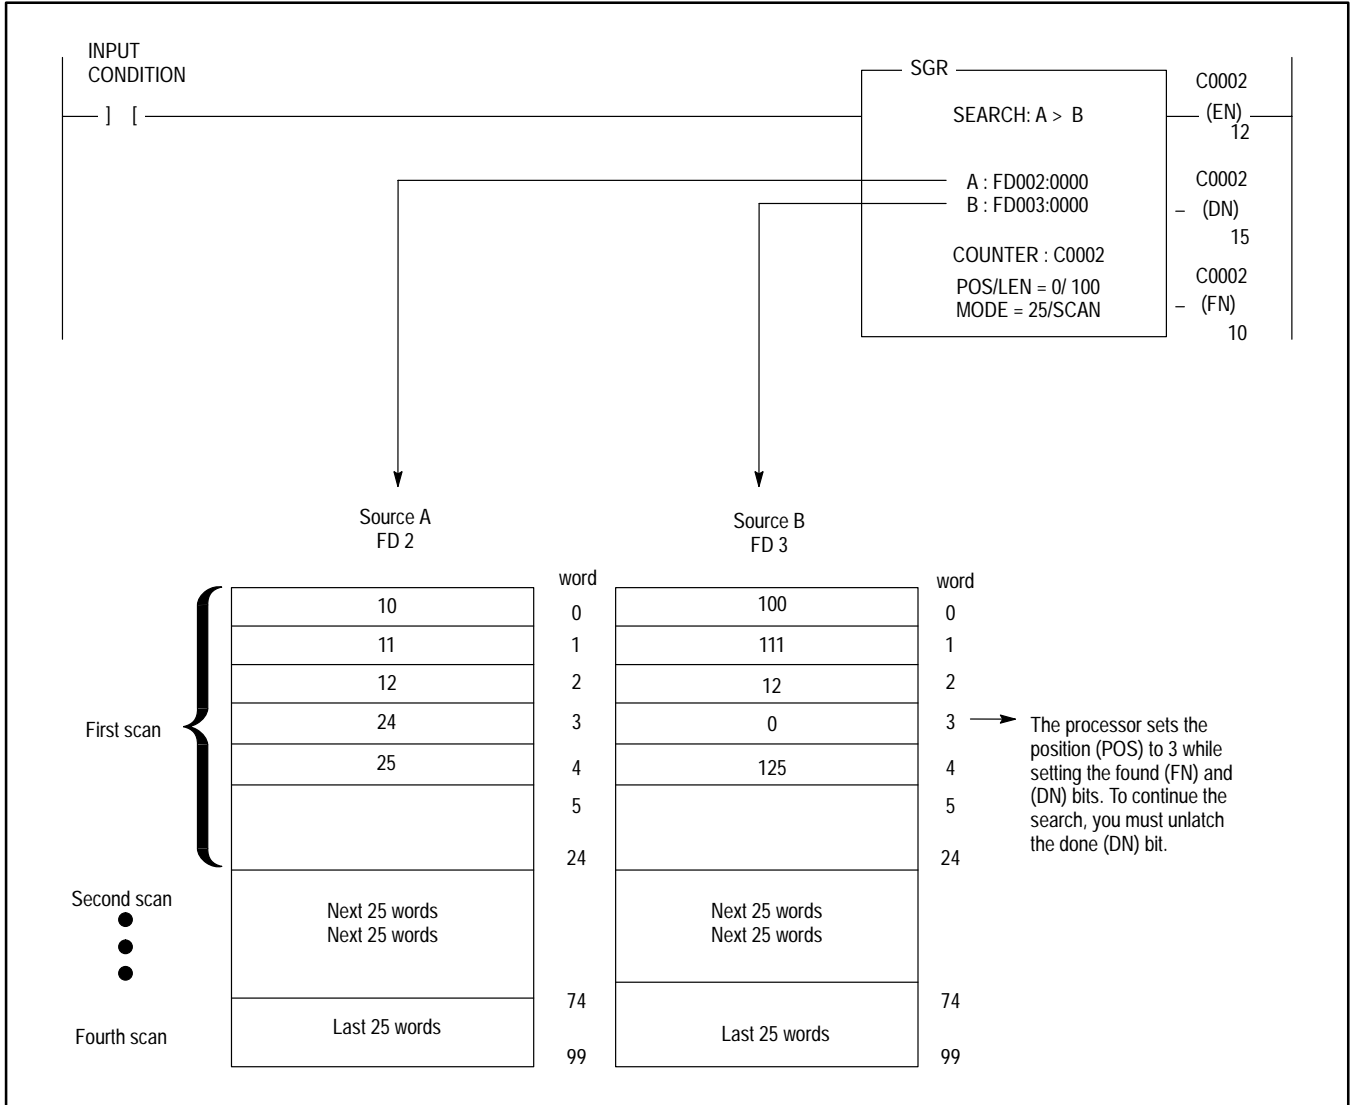 INPUT
CONDITION
] [
SGR
SEARCH: A > B
A : FD002:0000
B : FD003:0000
COUNTER : C0002
POS/LEN = 0/ 100
MODE = 25/SCAN
C0002
(EN)
12
C0002
(DN)
15
C0002
(FN)
10
Source A
FD 2
Source B
FD 3
word
word
10
0
100
0
11
1
111
1
12
2
12
2
First scan
24
3
0
3
25
4
125
4
5
5
24
24
The processor sets the
position (POS) to 3 while
setting the found (FN) and
(DN) bits. To continue the
search, you must unlatch
the done (DN) bit.
Second scan
Next 25 words
Next 25 words
Next 25 words
Next 25 words
74
74
Fourth scan
Last 25 words
Last 25 words
99
99